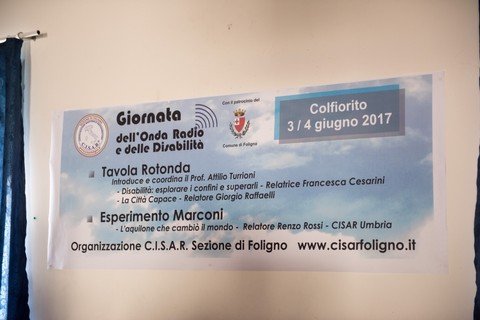 C.I.S.A.R.
Giornata
dell'Onda Radio
e delle Disabilità
Con il patrocinio del
Comune di Foligno
Colfiorito
3 / 4 giugno 2017
Tavola Rotonda
Introduce e coordina il Prof. Attilio Turrioni
- Disabilità: esplorare i confini e superarli - Relatrice Francesca Cesarini
- La Città Capace - Relatore Giorgio Raffaelli
Esperimento Marconi
- L'aquilone che cambiò il mondo - Relatore Renzo Rossi - CISAR Umbria
Organizzazione C.I.S.A.R. Sezione di Foligno www.cisarfoligno.it